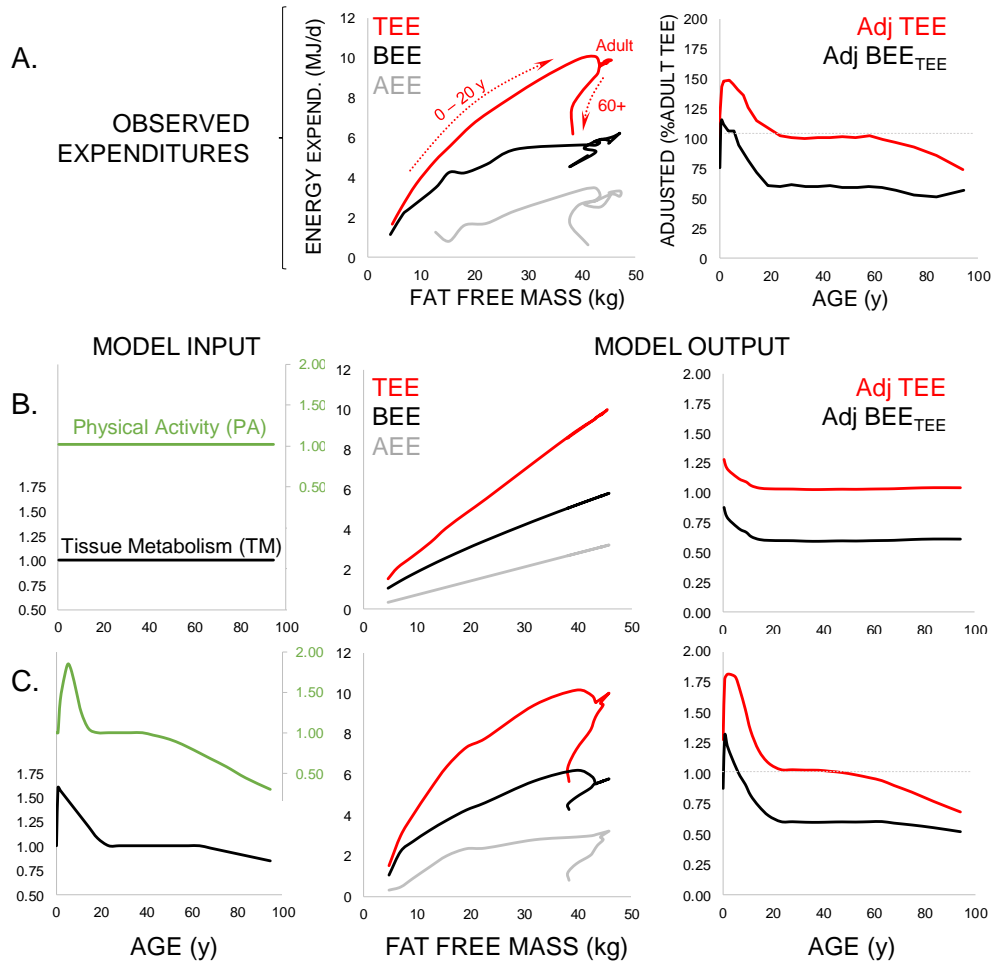 A.
OBSERVED
EXPENDITURES
ENERGY EXPEND. (MJ/d)
12
10
8
6
4
2
0
TEE
BEE
AEE
0 – 20 y
Adult
60+
0 10 20 30 40 50
FAT FREE MASS (kg)
ADJUSTED (%ADULT TEE)
200
175
150
125
100
75
50
25
0
Adj TEE
Adj BEETEE
0 20 40 60 80 100
AGE (y)
MODEL INPUT
MODEL OUTPUT
B.
2.00
1.50
1.00
0.50
Physical Activity (PA)
1.75
1.50
1.25
1.00
0.75
0.50
Tissue Metabolism (TM)
0 20 40 60 80 100
12
10
8
6
4
2
0
TEE
BEE
AEE
0 10 20 30 40 50
2.00
1.75
1.50
1.25
1.00
0.75
0.50
0.25
0.00
Adj TEE
Adj BEETEE
0 20 40 60 80 100
C.
2.00
1.50
1.00
0.50
1.75
1.50
1.25
1.00
0.75
0.50
0 20 40 60 80 100
AGE (y)
12
10
8
6
4
2
0
0 10 20 30 40 50
FAT FREE MASS (kg)
2.00
1.75
1.50
1.25
1.00
0.75
0.50
0.25
0.00
0 20 40 60 80 100
AGE (y)